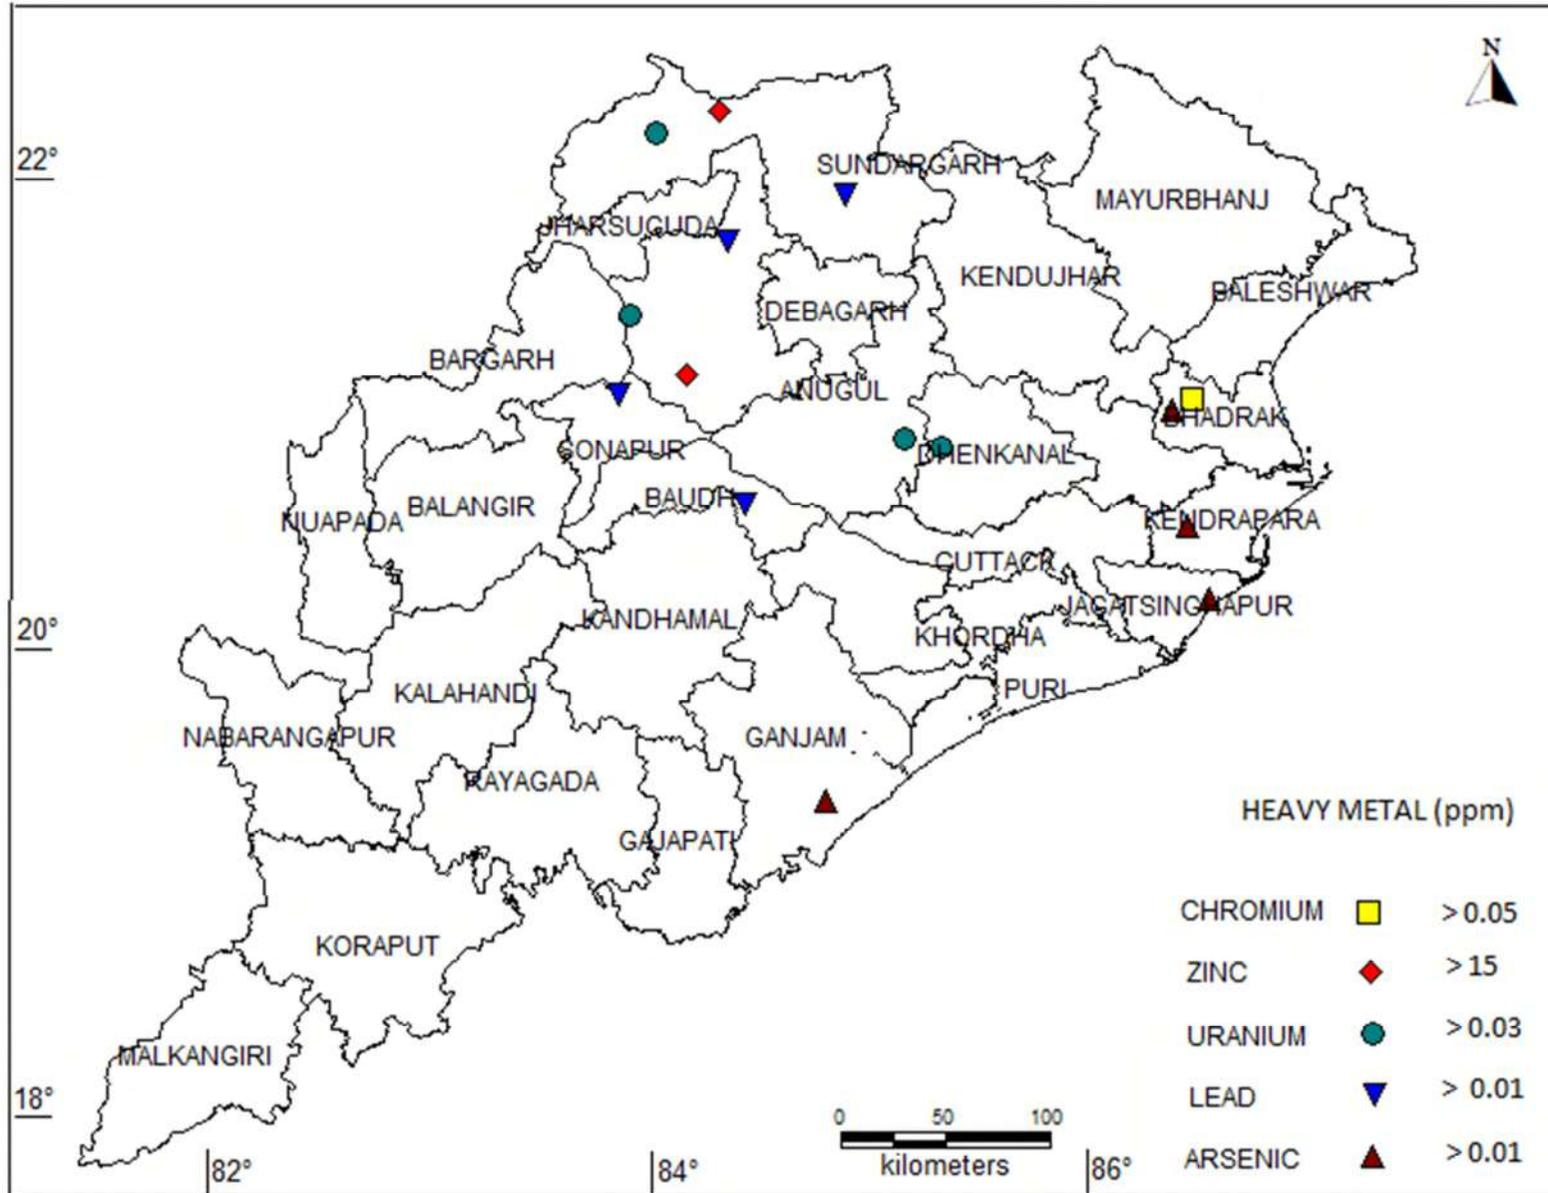 N
22°
SUNDARGARH
MAYURBHANJ
JHARSUGUDA
KENDUJHAR
BALESHWAR
DEBAGARH
BARGARH
ANUGUL
BHADRAK
SONAPUR
DHENKANAL
BAUDH
BALANGIR
NUAPADA
KENDRAPARA
CUTTACK
JAGATSINGHAPUR
KANDHAMAL
20°
KHORDHA
PURI
KALAHANDI
NABARANGAPUR
GANJAM
RAYAGADA
GAJAPATI
HEAVY METAL (ppm)
CHROMIUM > 0.05
KORAPUT
ZINC > 15
URANIUM > 0.03
MALKANGIRI
LEAD > 0.01
18°
0 50 100
kilometers
ARSENIC > 0.01
82° 84° 86°